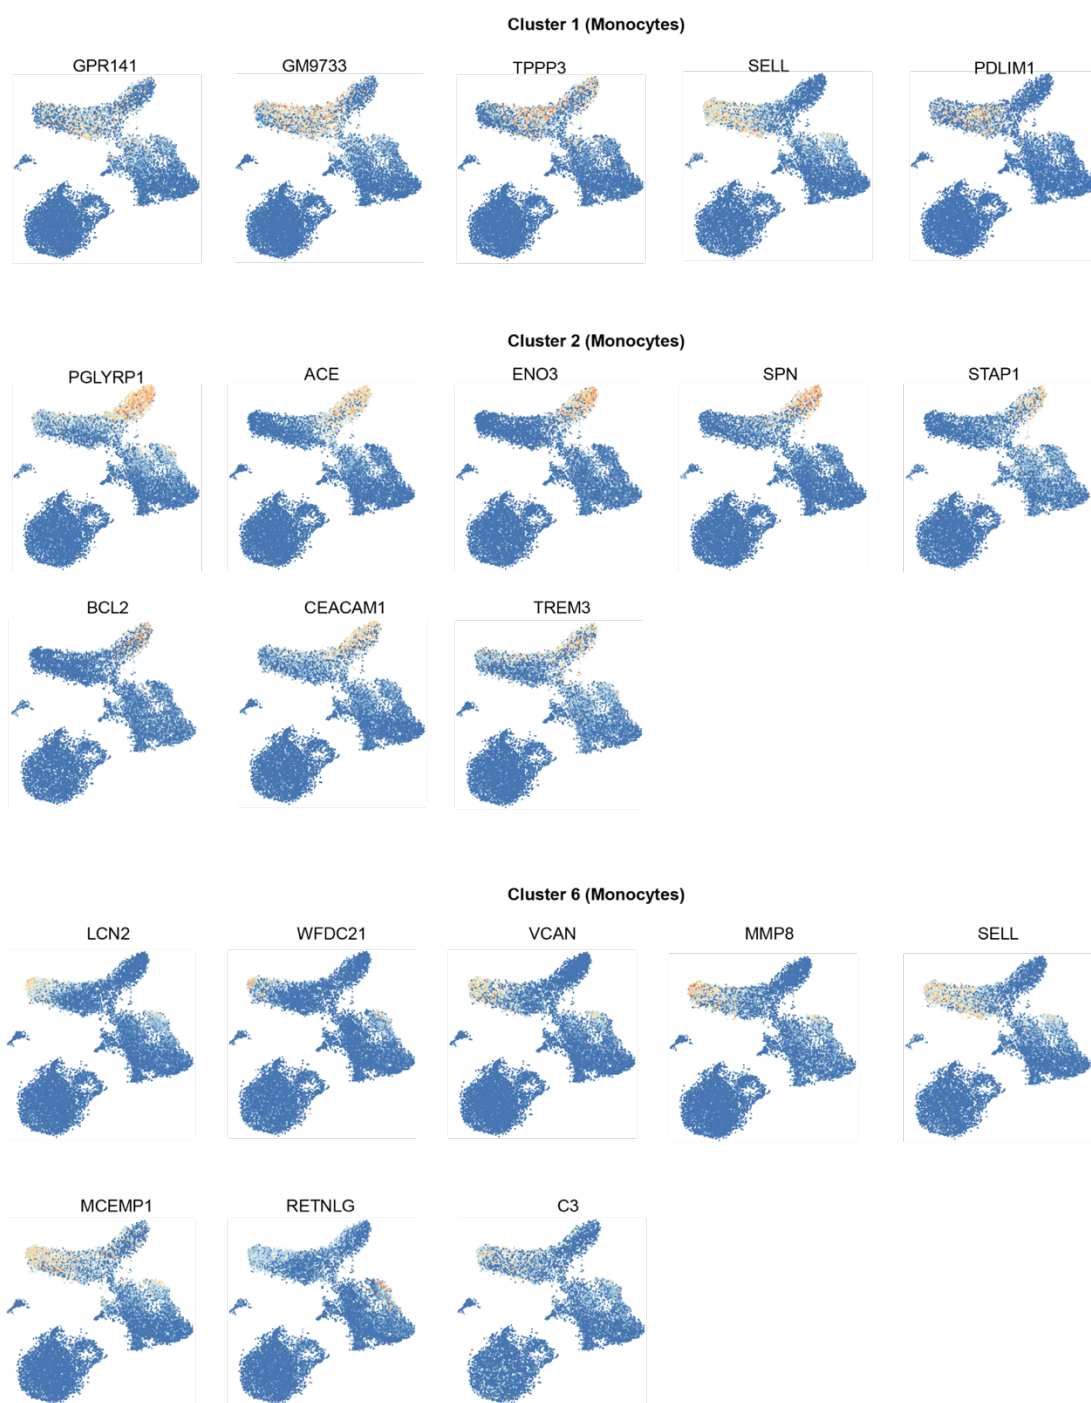 Cluster 1 (Monocytes)
GPR141 GM9733 TPPP3 SELL PDLIM1
Cluster 2 (Monocytes)
PGLYRP1 ACE ENO3 SPN STAP1
BCL2 CEACAM1 TREM3
Cluster 6 (Monocytes)
LCN2 WFDC21 VCAN MMP8 SELL
MCEMP1 RETNLG C3